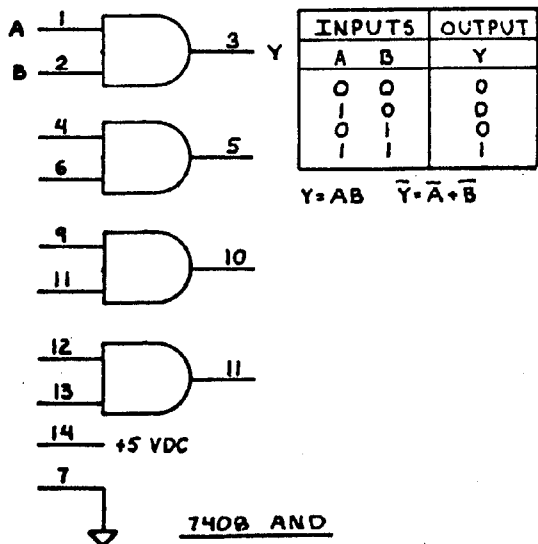 A 1
3 Y
B 2
4
5
6
9
10
11
12
11
13
14 +5 VDC
7
7408 AND
INPUTS OUTPUT
A B Y
0 0 0
1 0 0
0 1 0
1 1 1
Y=AB Y̅=A̅+B̅